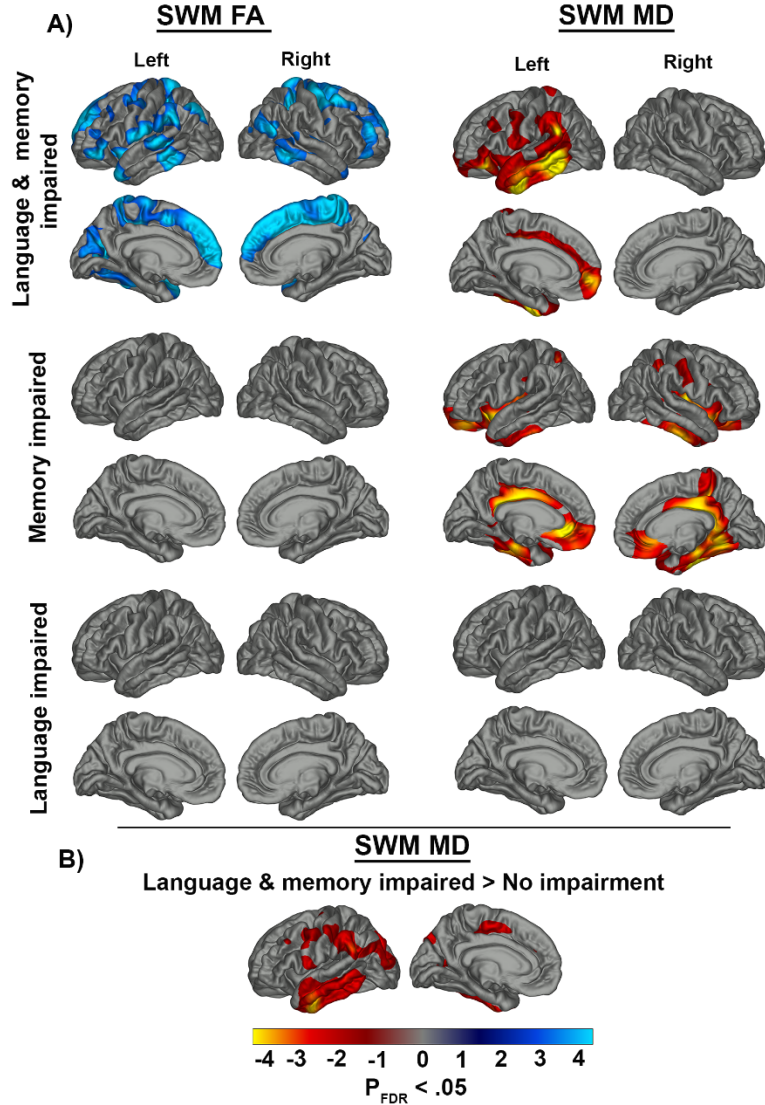 A)
SWM FA
SWM MD
Left
Right
Left
Right
Language & memory
impaired
Memory impaired
Language impaired
B)
SWM MD
Language & memory impaired > No impairment
-4 -3 -2 -1 0 1 2 3 4
P_FDR < .05